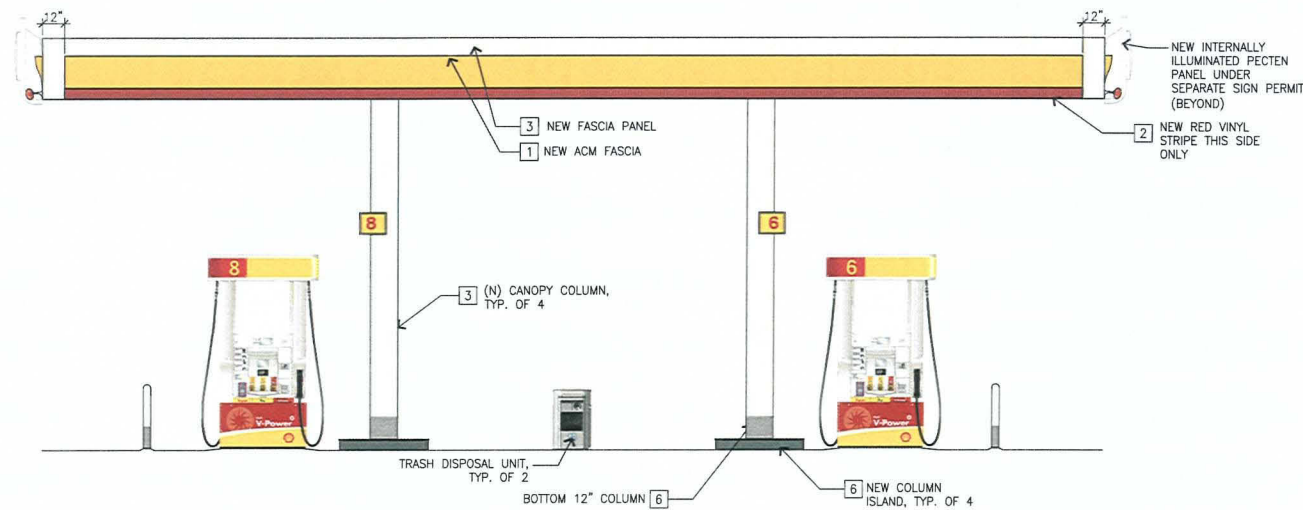 12"
12"
NEW INTERNALLY
ILLUMINATED PECTEN
PANEL UNDER
SEPARATE SIGN PERMIT
(BEYOND)
3 NEW FASCIA PANEL
1 NEW ACM FASCIA
2 NEW RED VINYL
STRIPE THIS SIDE
ONLY
8
6
8
6
3 (N) CANOPY COLUMN,
TYP. OF 4
V-Power
V-Power
TRASH DISPOSAL UNIT,
TYP. OF 2
BOTTOM 12" COLUMN 6
6 NEW COLUMN
ISLAND, TYP. OF 4